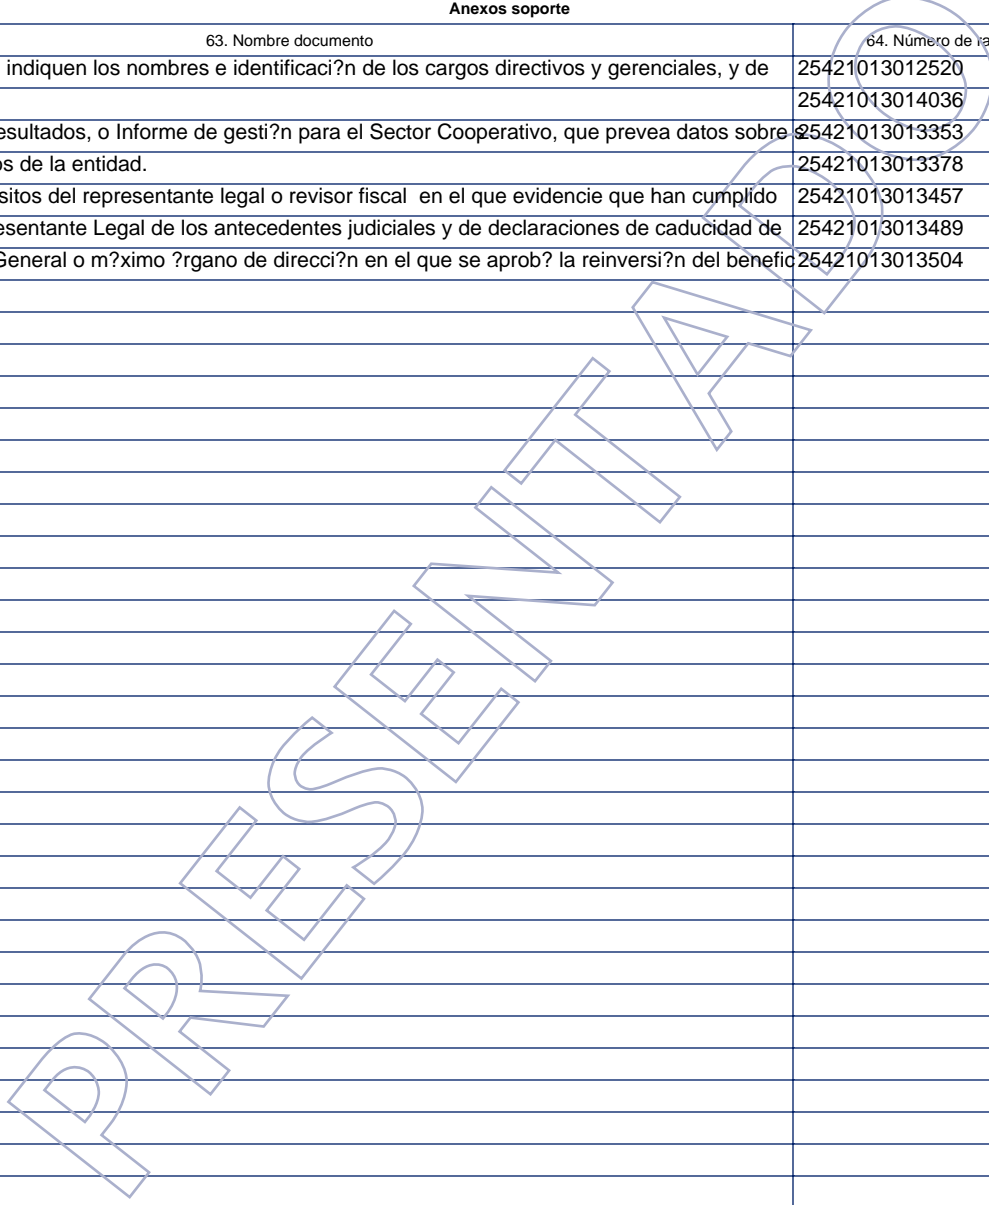 Anexos soporte
63. Nombre documento 64. Número de ra
indiquen los nombres e identificaci?n de los cargos directivos y gerenciales, y de 25421013012520
25421013014036
esultados, o Informe de gesti?n para el Sector Cooperativo, que prevea datos sobre s 25421013013353
os de la entidad. 25421013013378
sitos del representante legal o revisor fiscal en el que evidencie que han cumplido 25421013013457
esentante Legal de los antecedentes judiciales y de declaraciones de caducidad de 25421013013489
General o m?ximo ?rgano de direcci?n en el que se aprob? la reinversi?n del benefic 25421013013504
PRESENTADO